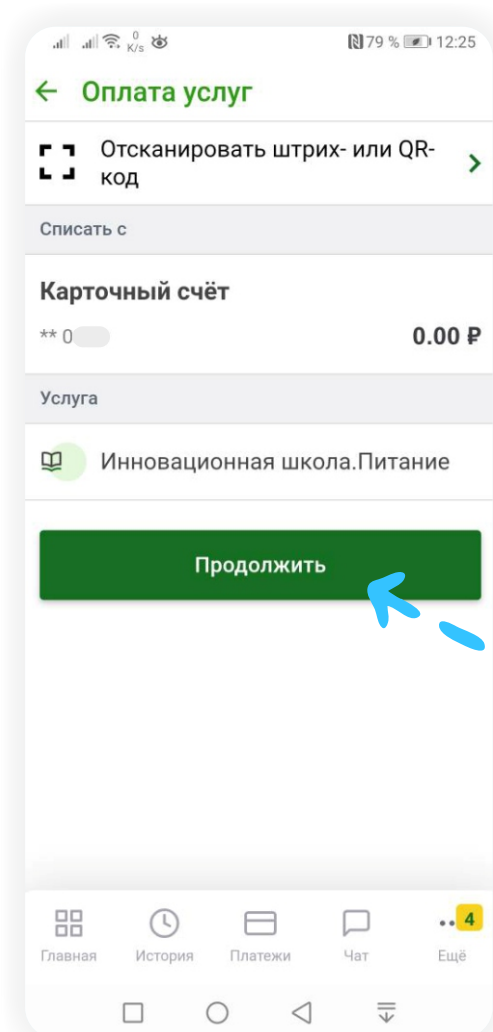 0 K/s 79 % 12:25
Оплата услуг
Отсканировать штрих- или QR-
код
Списать с
Карточный счёт
** 0 0.00 ₽
Услуга
Инновационная школа.Питание
Продолжить
4
Главная История Платежи Чат Ещё